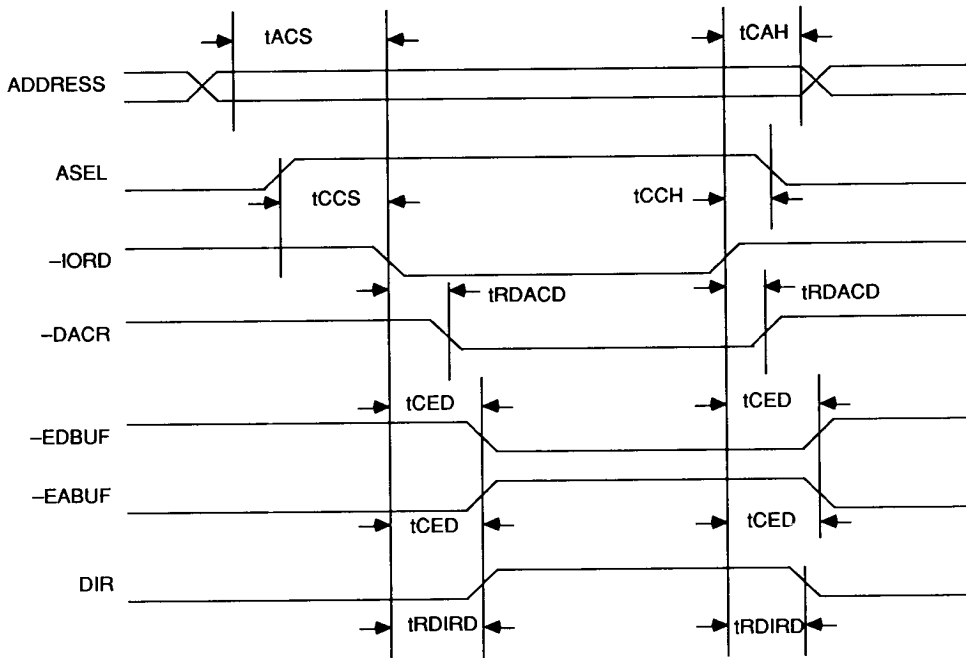 tACS
tCAH
ADDRESS
ASEL
tCCS
tCCH
–IORD
tRDACD
tRDACD
–DACR
tCED
tCED
–EDBUF
–EABUF
tCED
tCED
DIR
tRDIRD
tRDIRD